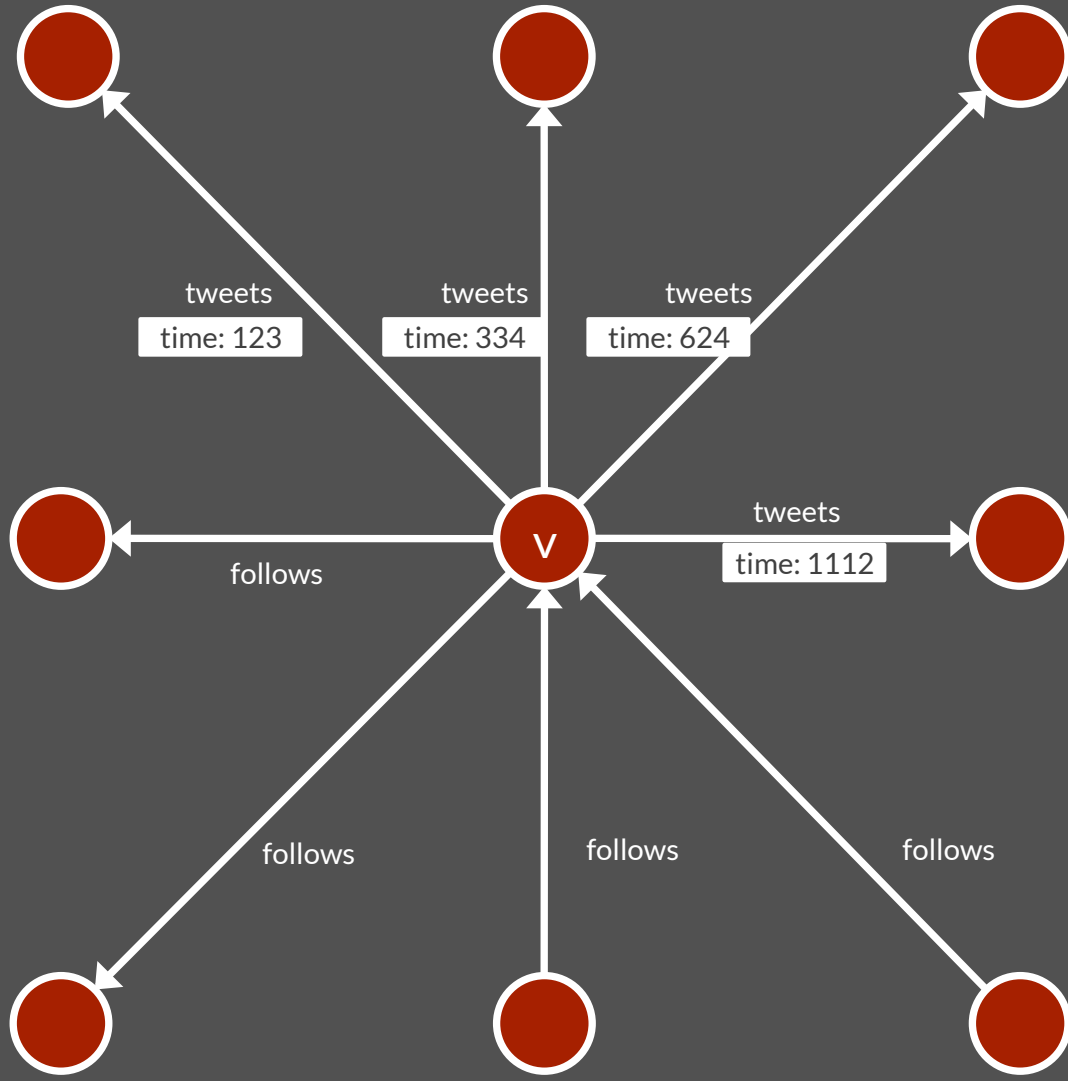 tweets
time: 123
tweets
time: 334
tweets
time: 624
v
tweets
time: 1112
follows
follows
follows
follows